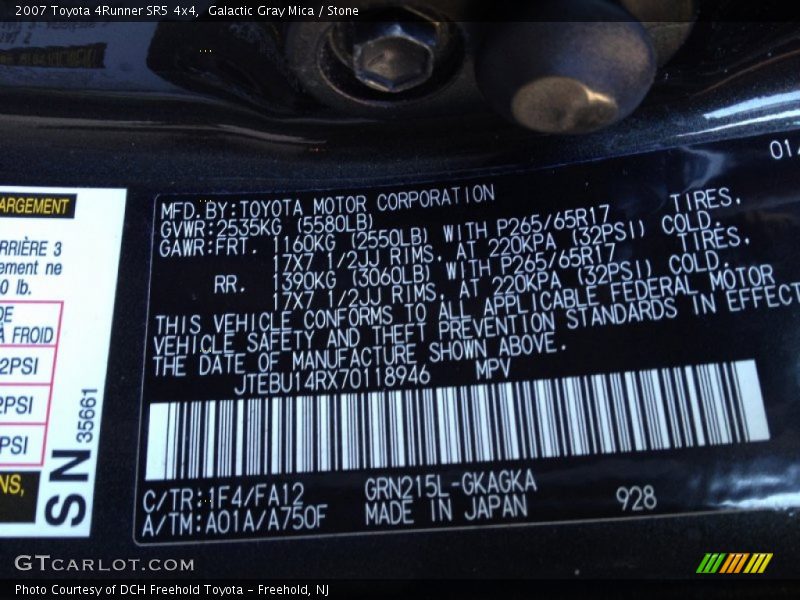 2007 Toyota 4Runner SR5 4x4,  Galactic Gray Mica / Stone
01/
ARGEMENT
RRIÈRE 3
ement ne
0 lb.
DE
À FROID
2PSI
2PSI
PSI
NS,
SN 35661
MFD.BY:TOYOTA MOTOR CORPORATION
GVWR:2535KG (5580LB)
GAWR:FRT. 1160KG (2550LB) WITH P265/65R17 TIRES,
17X7 1/2JJ RIMS, AT 220KPA (32PSI) COLD.
RR. 1390KG (3060LB) WITH P265/65R17 TIRES,
17X7 1/2JJ RIMS, AT 220KPA (32PSI) COLD.
THIS VEHICLE CONFORMS TO ALL APPLICABLE FEDERAL MOTOR
VEHICLE SAFETY AND THEFT PREVENTION STANDARDS IN EFFECT
THE DATE OF MANUFACTURE SHOWN ABOVE.
JTEBU14RX70118946 MPV
C/TR:1F4/FA12 GRN215L-GKAGKA 928
A/TM:A01A/A750F MADE IN JAPAN
GTCARLOT.COM
Photo Courtesy of DCH Freehold Toyota - Freehold, NJ